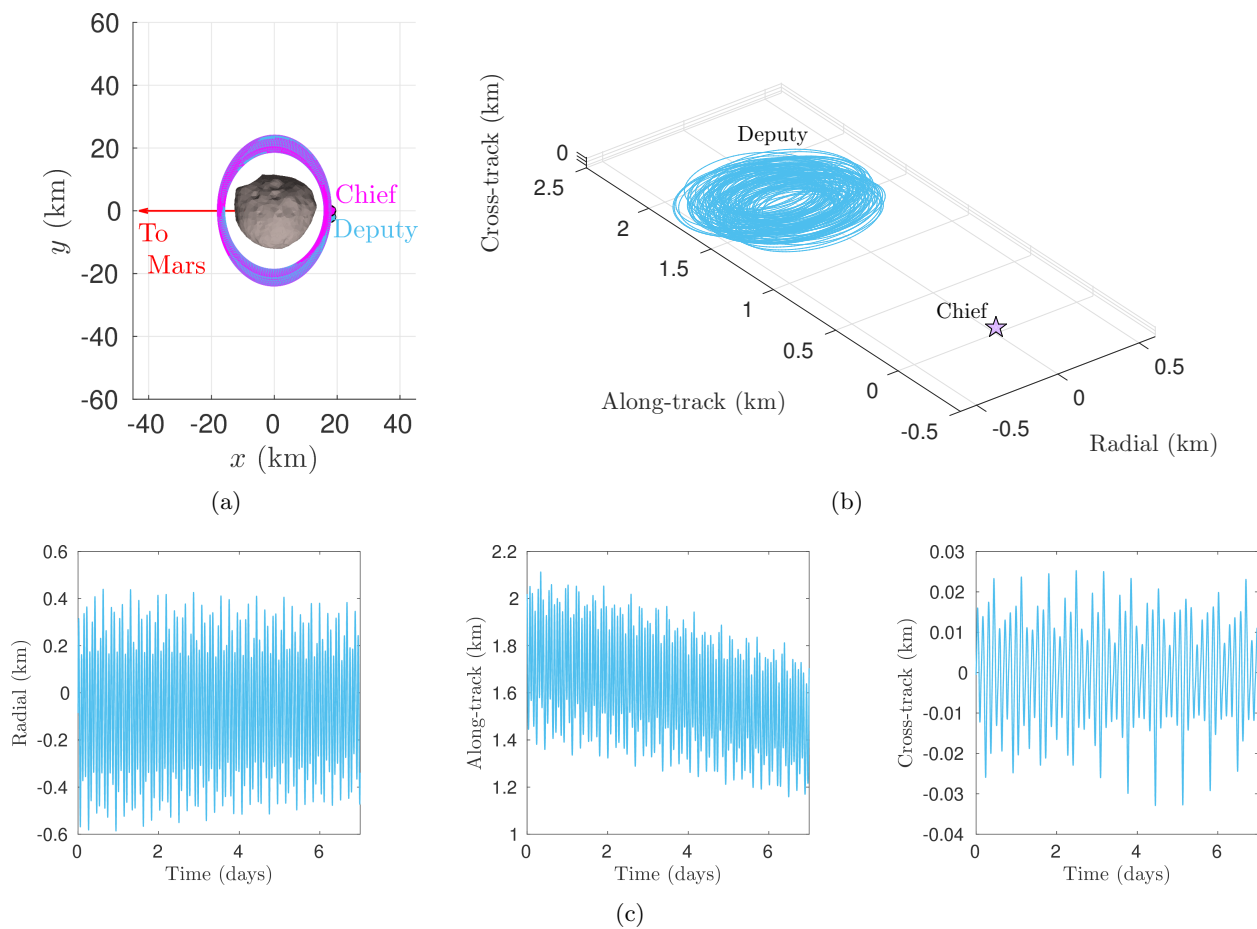 60
40
20
0
-20
-40
-60
y (km)
-40 -20 0 20 40
x (km)
Chief
Deputy
To
Mars
(a)
Cross-track (km)
0
2.5
2
1.5
1
0.5
0
-0.5
Along-track (km)
-0.5
0
0.5
Radial (km)
Deputy
Chief
(b)
0.6
0.4
0.2
0
-0.2
-0.4
-0.6
Radial (km)
0 2 4 6
Time (days)
2.2
2
1.8
1.6
1.4
1.2
1
Along-track (km)
0 2 4 6
Time (days)
0.03
0.02
0.01
0
-0.01
-0.02
-0.03
-0.04
Cross-track (km)
0 2 4 6
Time (days)
(c)